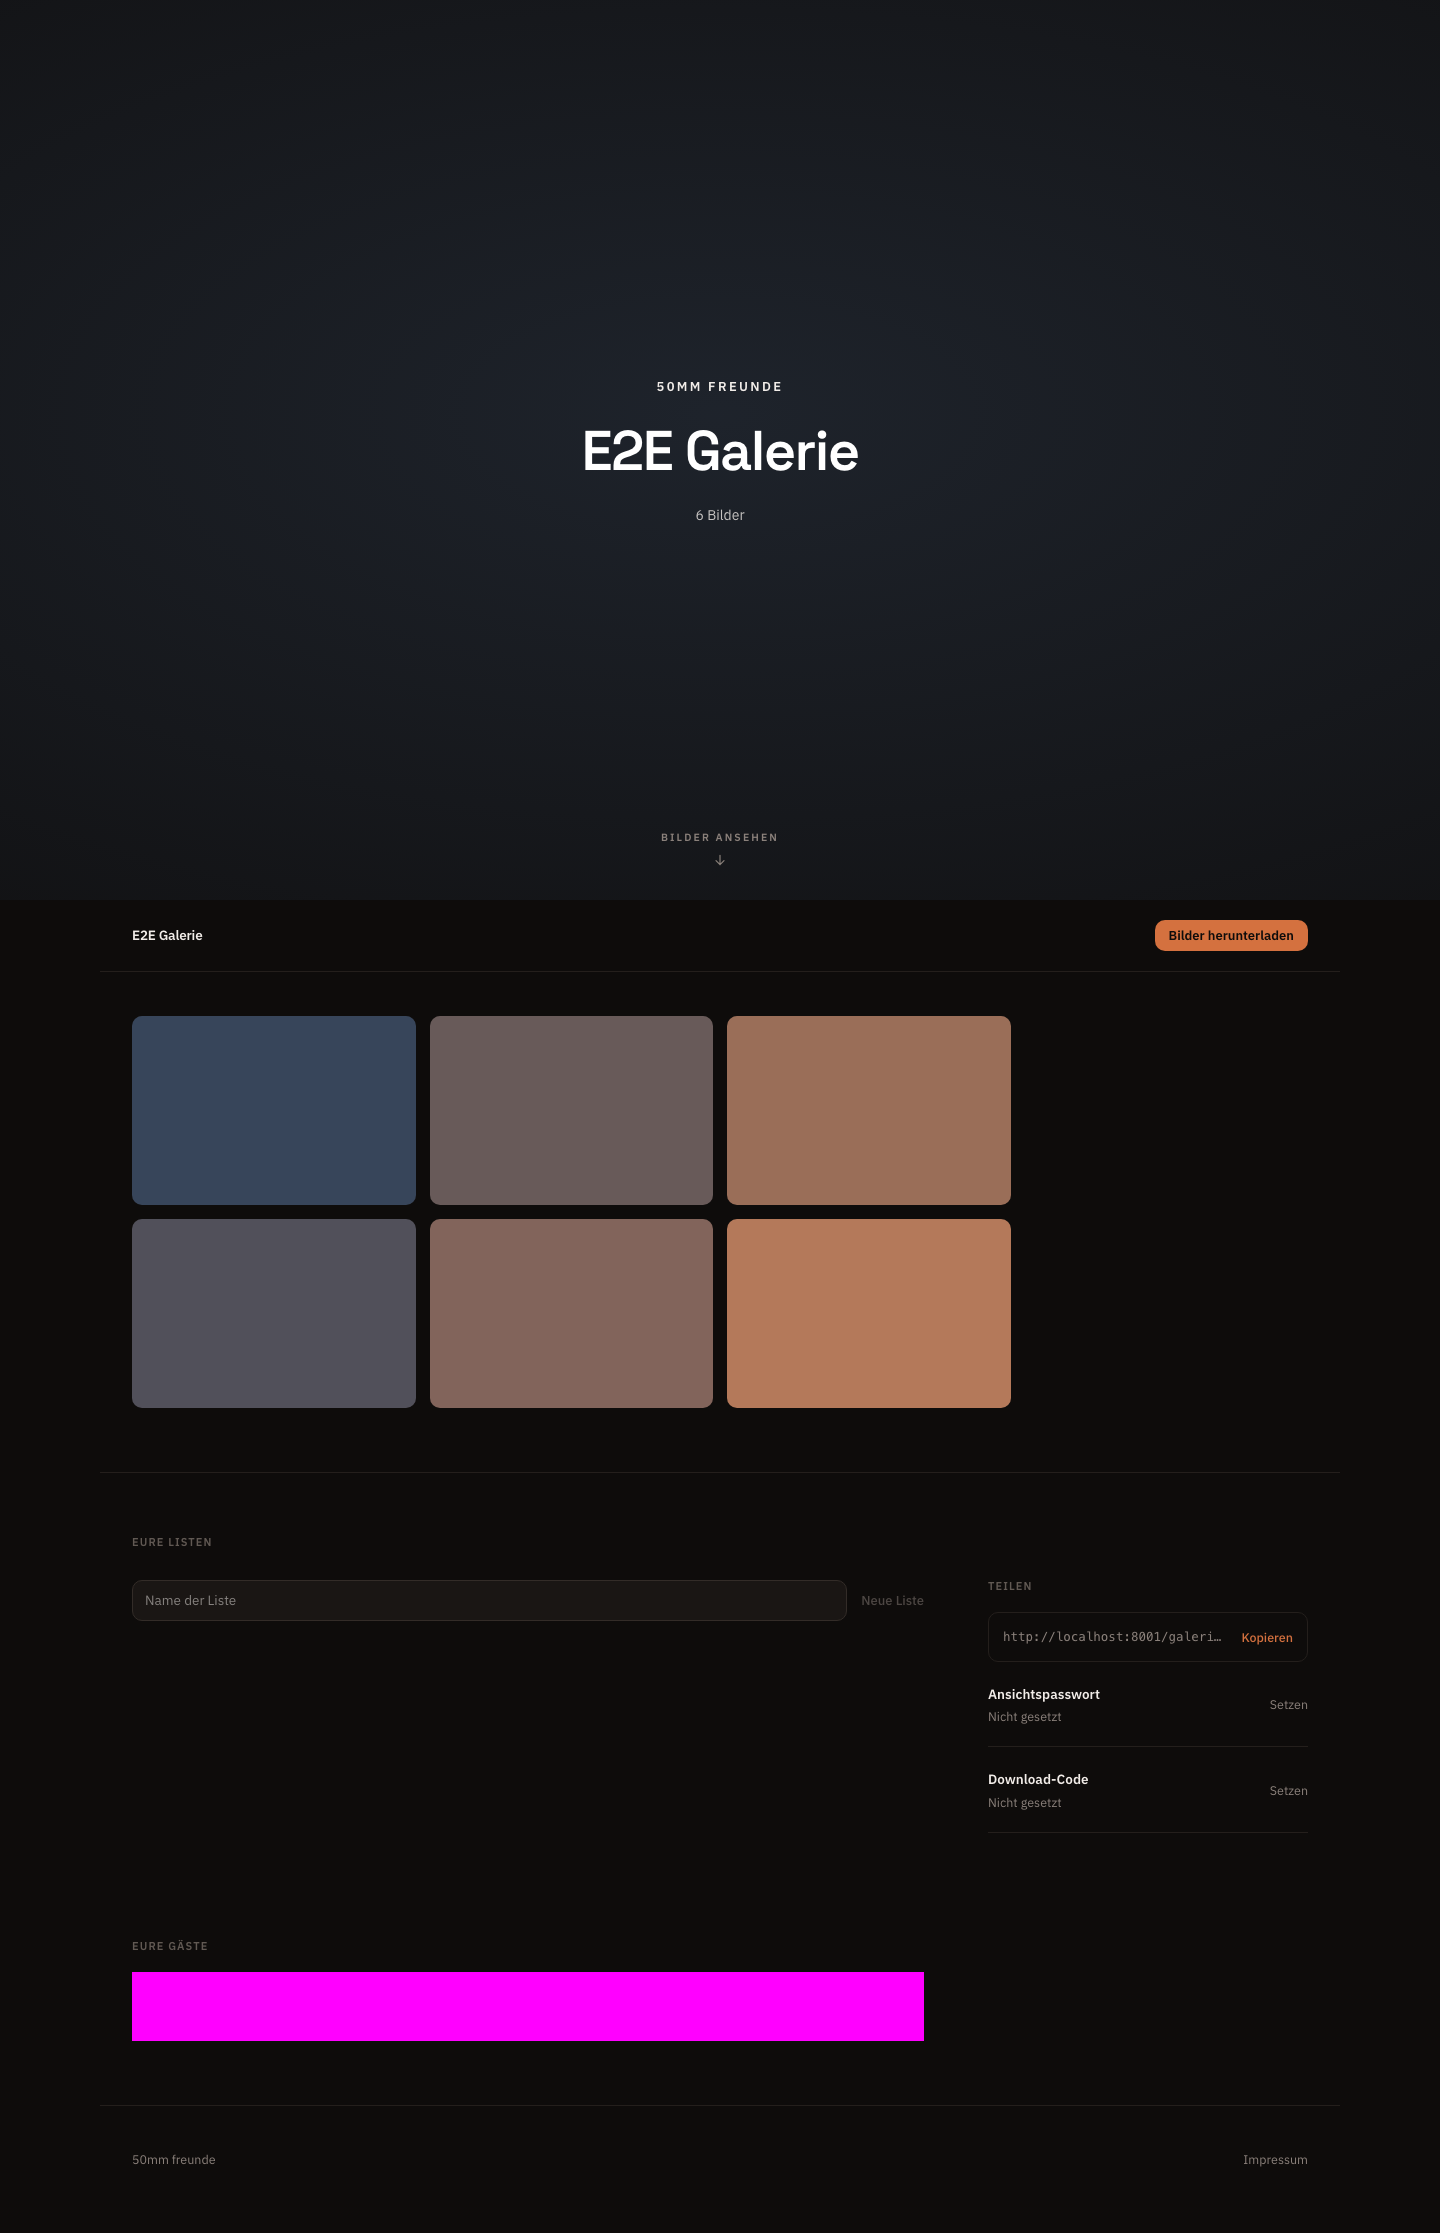 50MM FREUNDE
E2E Galerie
6 Bilder
BILDER ANSEHEN
E2E Galerie
Bilder herunterladen
EURE LISTEN
Name der Liste
Neue Liste
TEILEN
http://localhost:8001/galeri…
Kopieren
Ansichtspasswort
Nicht gesetzt
Setzen
Download-Code
Nicht gesetzt
Setzen
EURE GÄSTE
50mm freunde
Impressum